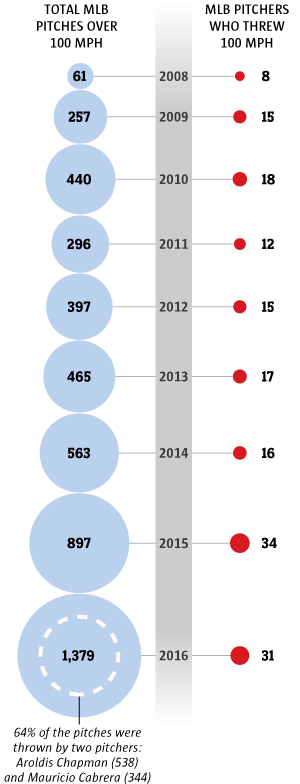 TOTAL MLB
PITCHES OVER
100 MPH
MLB PITCHERS
WHO THREW
100 MPH
61 2008 8
257 2009 15
440 2010 18
296 2011 12
397 2012 15
465 2013 17
563 2014 16
897 2015 34
1,379 2016 31
64% of the pitches were
thrown by two pitchers:
Aroldis Chapman (538)
and Mauricio Cabrera (344)